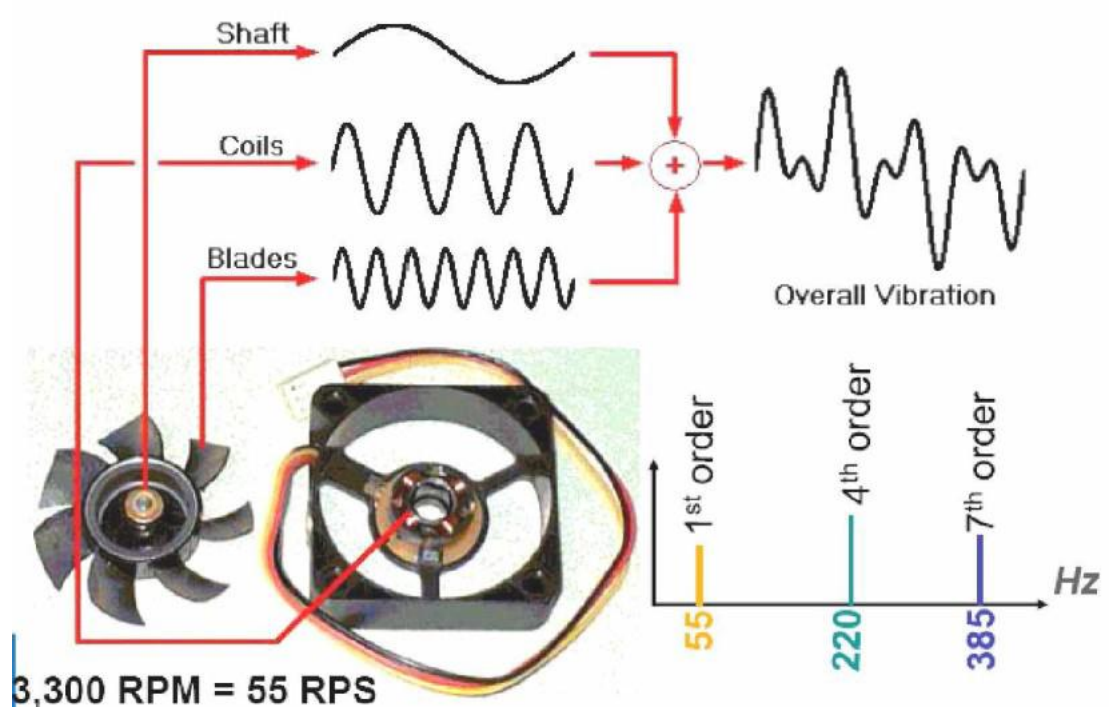 Shaft
Coils
Blades
+
Overall Vibration
1st order
4th order
7th order
Hz
55
220
385
3,300 RPM = 55 RPS